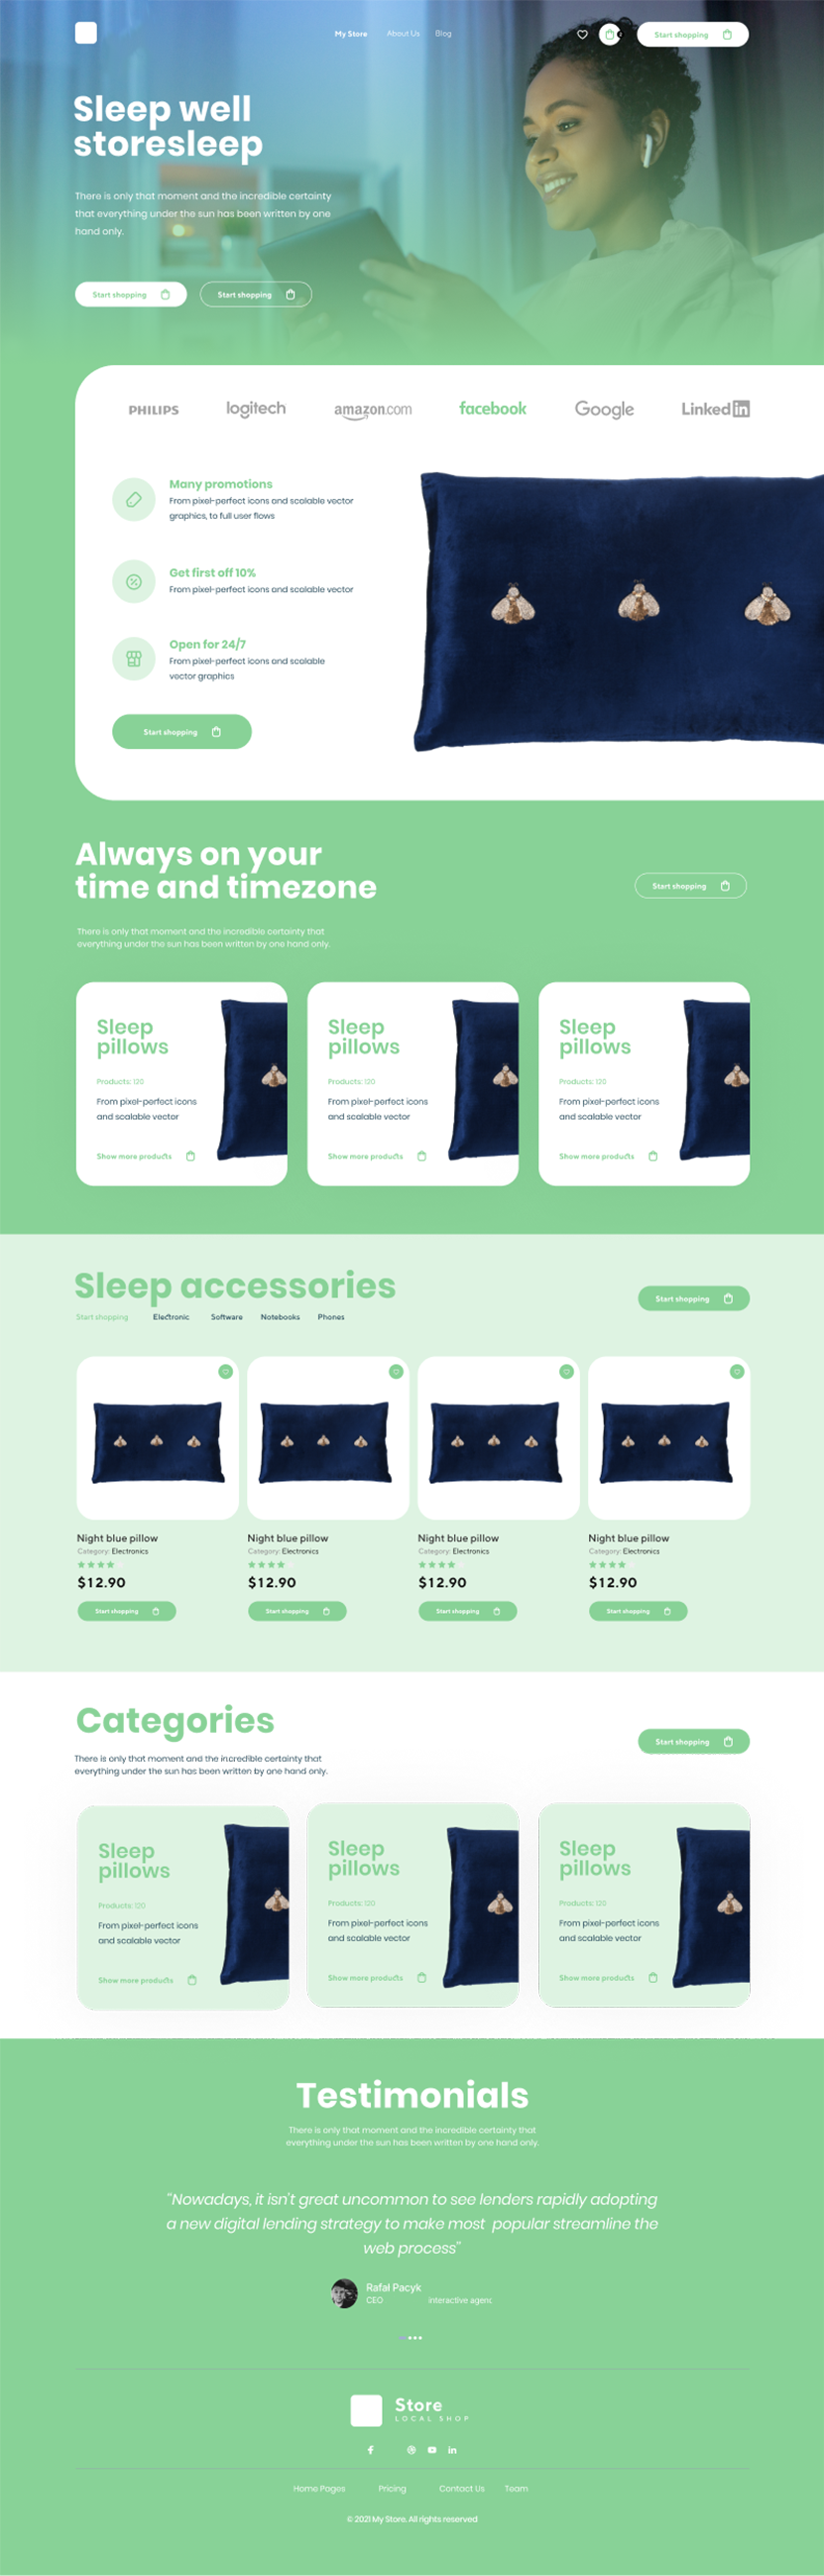 My Store About Us Blog Start shopping
Sleep well
storesleep
There is only that moment and the incredible certainty
that everything under the sun has been written by one
hand only.
Start shopping Start shopping
PHILIPS logitech amazon.com facebook Google Linked in
Many promotions
From pixel-perfect icons and scalable vector
graphics, to full user flows
Get first off 10%
From pixel-perfect icons and scalable vector
Open for 24/7
From pixel-perfect icons and scalable
vector graphics
Start shopping
Always on your
time and timezone
Start shopping
There is only that moment and the incredible certainty that
everything under the sun has been written by one hand only.
Sleep Sleep Sleep
pillows pillows pillows
Products: 120 Products: 120 Products: 120
From pixel-perfect icons From pixel-perfect icons From pixel-perfect icons
and scalable vector and scalable vector and scalable vector
Show more products Show more products Show more products
Sleep accessories
Start shopping
Start shopping Electronic Software Notebooks Phones
Night blue pillow Night blue pillow Night blue pillow Night blue pillow
Category: Electronics Category: Electronics Category: Electronics Category: Electronics
$12.90 $12.90 $12.90 $12.90
Start shopping Start shopping Start shopping Start shopping
Categories
Start shopping
There is only that moment and the incredible certainty that
everything under the sun has been written by one hand only.
Sleep Sleep Sleep
pillows pillows pillows
Products: 120 Products: 120 Products: 120
From pixel-perfect icons From pixel-perfect icons From pixel-perfect icons
and scalable vector and scalable vector and scalable vector
Show more products Show more products Show more products
Testimonials
There is only that moment and the incredible certainty that
everything under the sun has been written by one hand only.
"Nowadays, it isn't great uncommon to see lenders rapidly adopting
a new digital lending strategy to make most popular streamline the
web process"
Rafał Pacyk
CEO interactive agenc
Store
LOCAL SHOP
Home Pages Pricing Contact Us Team
© 2021 My Store. All rights reserved